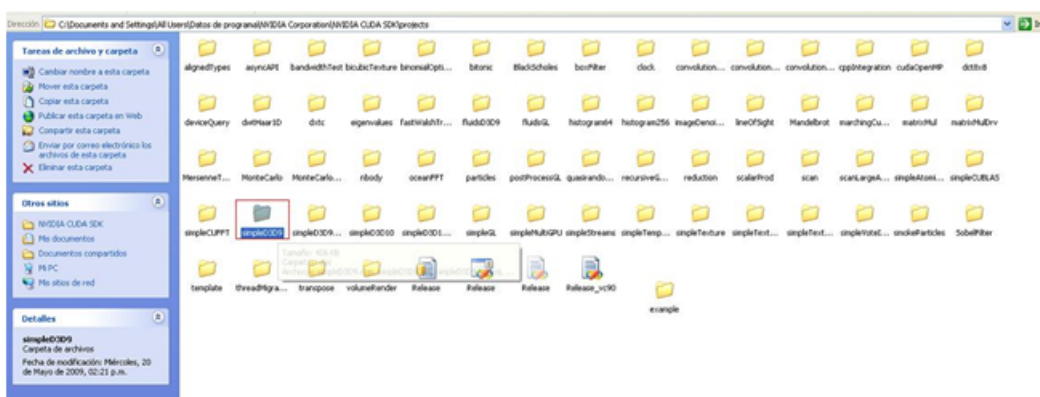 Dirección C:\Documents and Settings\All Users\Datos de programa\NVIDIA Corporation\NVIDIA CUDA SDK\projects
Tareas de archivo y carpeta
Cambiar nombre a esta carpeta
Mover esta carpeta
Copiar esta carpeta
Publicar esta carpeta en Web
Compartir esta carpeta
Enviar por correo electrónico los
archivos de esta carpeta
Eliminar esta carpeta
Otros sitios
NVIDIA CUDA SDK
Mis documentos
Documentos compartidos
Mi PC
Mis sitios de red
Detalles
simpleD3D9
Carpeta de archivos
Fecha de modificación: Miércoles, 20
de Mayo de 2009, 02:21 p.m.
alignedTypes asyncAPI bandwidthTest bicubicTexture binomialOpti... bitonic BlackScholes boxFilter clock convolution... convolution... convolution... cppIntegration cudaOpenMP dct8x8
deviceQuery dwtHaar1D dxtc eigenvalues fastWalshTr... fluidsD3D9 fluidsGL histogram64 histogram256 imageDenoi... lineOfSight Mandelbrot marchingCu... matrixMul matrixMulDrv
MersenneT... MonteCarlo MonteCarlo... nbody oceanFFT particles postProcessGL quasirando... recursiveG... reduction scalarProd scan scanLargeA... simpleAtomi... simpleCUBLAS
simpleCUFFT simpleD3D9 simpleD3D9... simpleD3D10 simpleD3D1... simpleGL simpleMultiGPU simpleStreams simpleTemp... simpleTexture simpleText... simpleText... simpleVoteI... smokeParticles SobelFilter
template threadMigra... transpose volumeRender Release Release Release Release_vc90
example